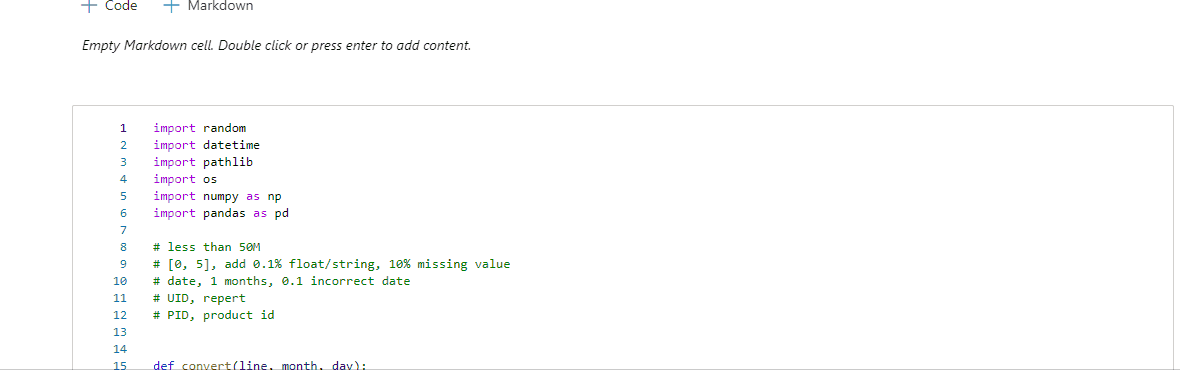 + Code + Markdown
Empty Markdown cell. Double click or press enter to add content.
1 import random
2 import datetime
3 import pathlib
4 import os
5 import numpy as np
6 import pandas as pd
7
8 # less than 50M
9 # [0, 5], add 0.1% float/string, 10% missing value
10 # date, 1 months, 0.1 incorrect date
11 # UID, repert
12 # PID, product id
13
14
15 def convert(line, month, day):